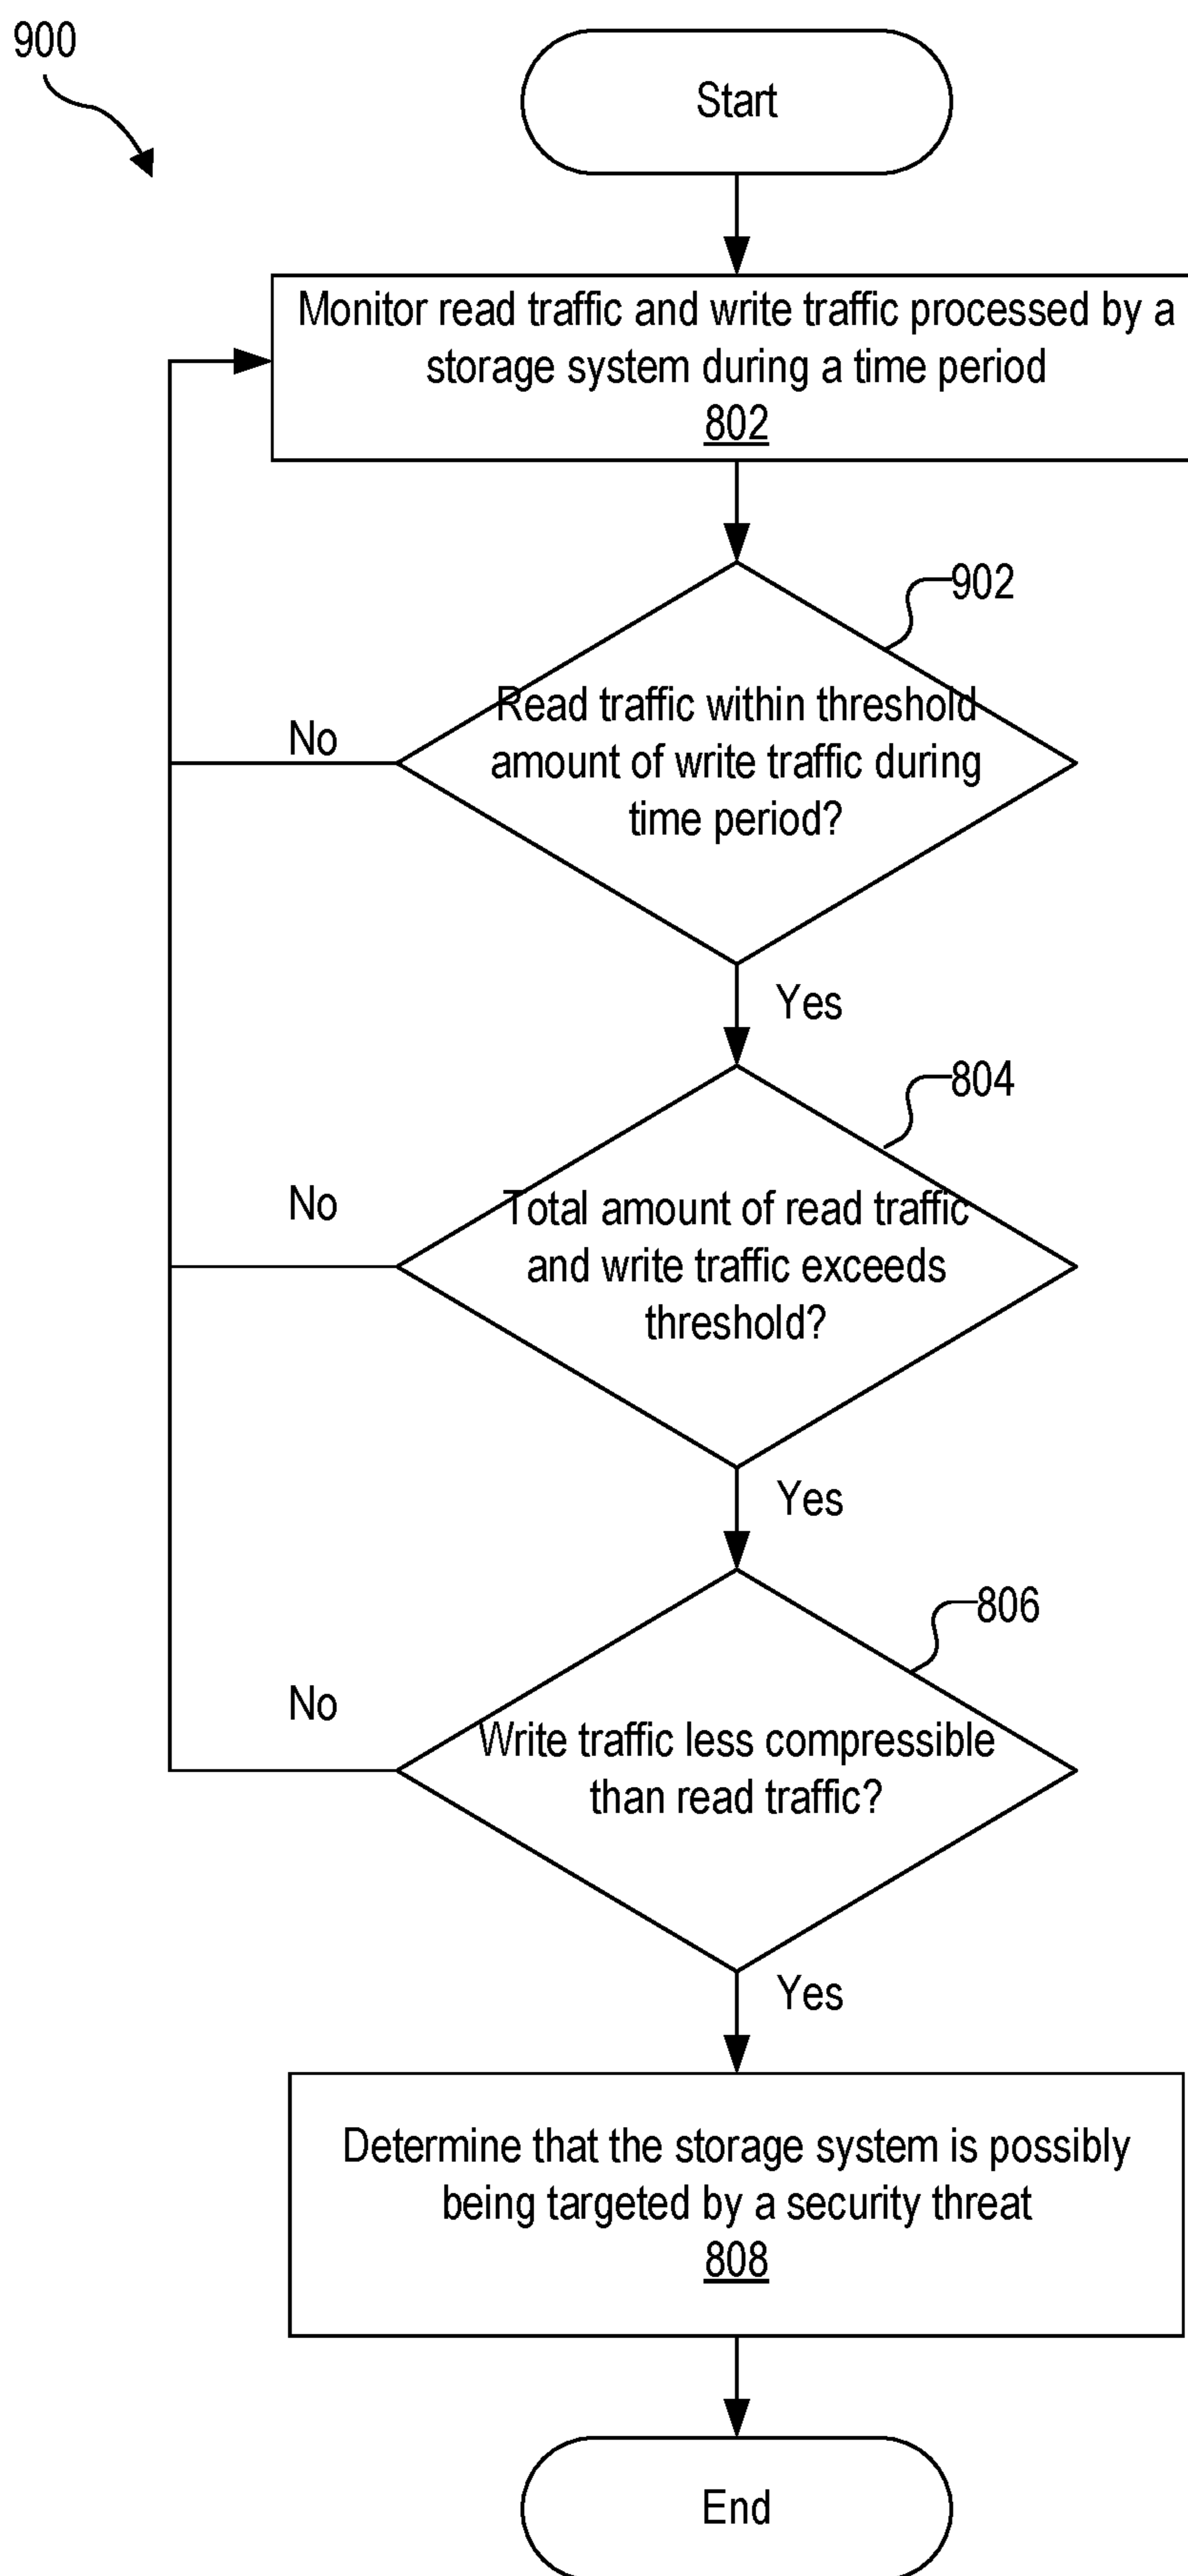 900
Start
Monitor read traffic and write traffic processed by a
storage system during a time period
802
902
Read traffic within threshold
amount of write traffic during
time period?
No
Yes
804
Total amount of read traffic
and write traffic exceeds
threshold?
No
Yes
806
Write traffic less compressible
than read traffic?
No
Yes
Determine that the storage system is possibly
being targeted by a security threat
808
End